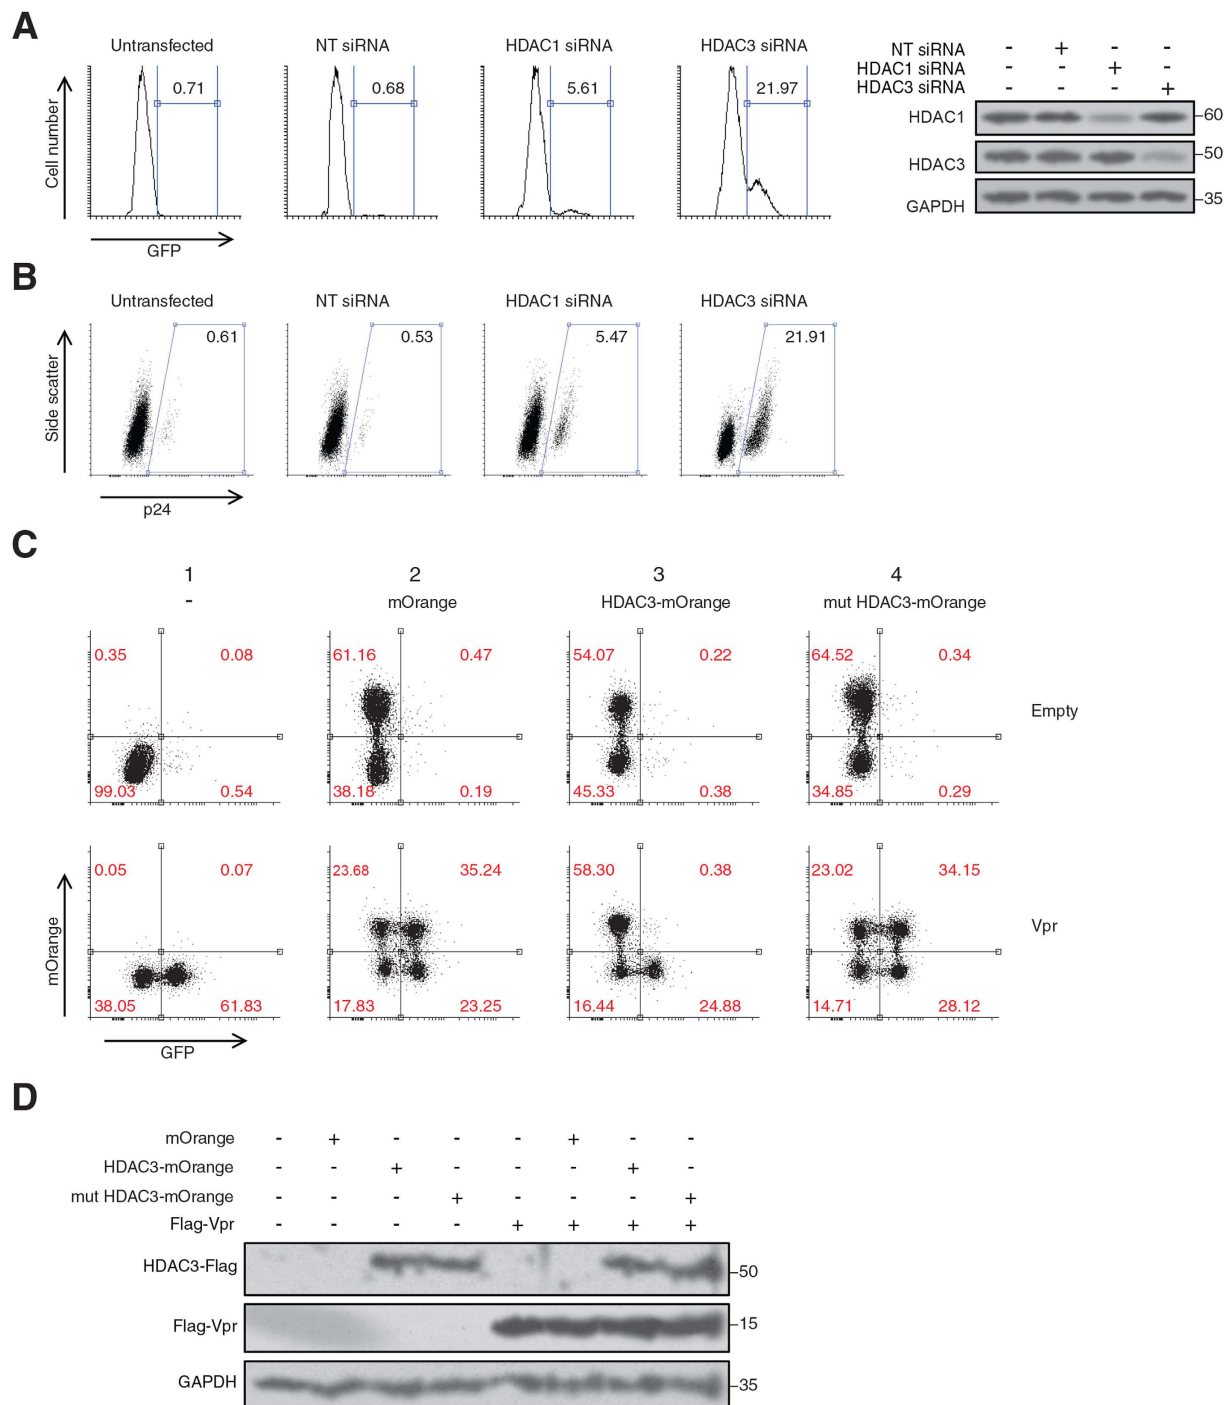 A
Untransfected
NT siRNA
HDAC1 siRNA
HDAC3 siRNA
0.71
0.68
5.61
21.97
Cell number
GFP
NT siRNA - + - -
HDAC1 siRNA - - + -
HDAC3 siRNA - - - +
HDAC1
60
HDAC3
50
GAPDH
35
B
Untransfected
NT siRNA
HDAC1 siRNA
HDAC3 siRNA
0.61
0.53
5.47
21.91
Side scatter
p24
C
1 2 3 4
- mOrange HDAC3-mOrange mut HDAC3-mOrange
0.35 0.08 61.16 0.47 54.07 0.22 64.52 0.34
Empty
99.03 0.54 38.18 0.19 45.33 0.38 34.85 0.29
0.05 0.07 23.68 35.24 58.30 0.38 23.02 34.15
Vpr
38.05 61.83 17.83 23.25 16.44 24.88 14.71 28.12
mOrange
GFP
D
mOrange - + - - - + - -
HDAC3-mOrange - - + - - - + -
mut HDAC3-mOrange - - - + - - - +
Flag-Vpr - - - - + + + +
HDAC3-Flag
50
Flag-Vpr
15
GAPDH
35